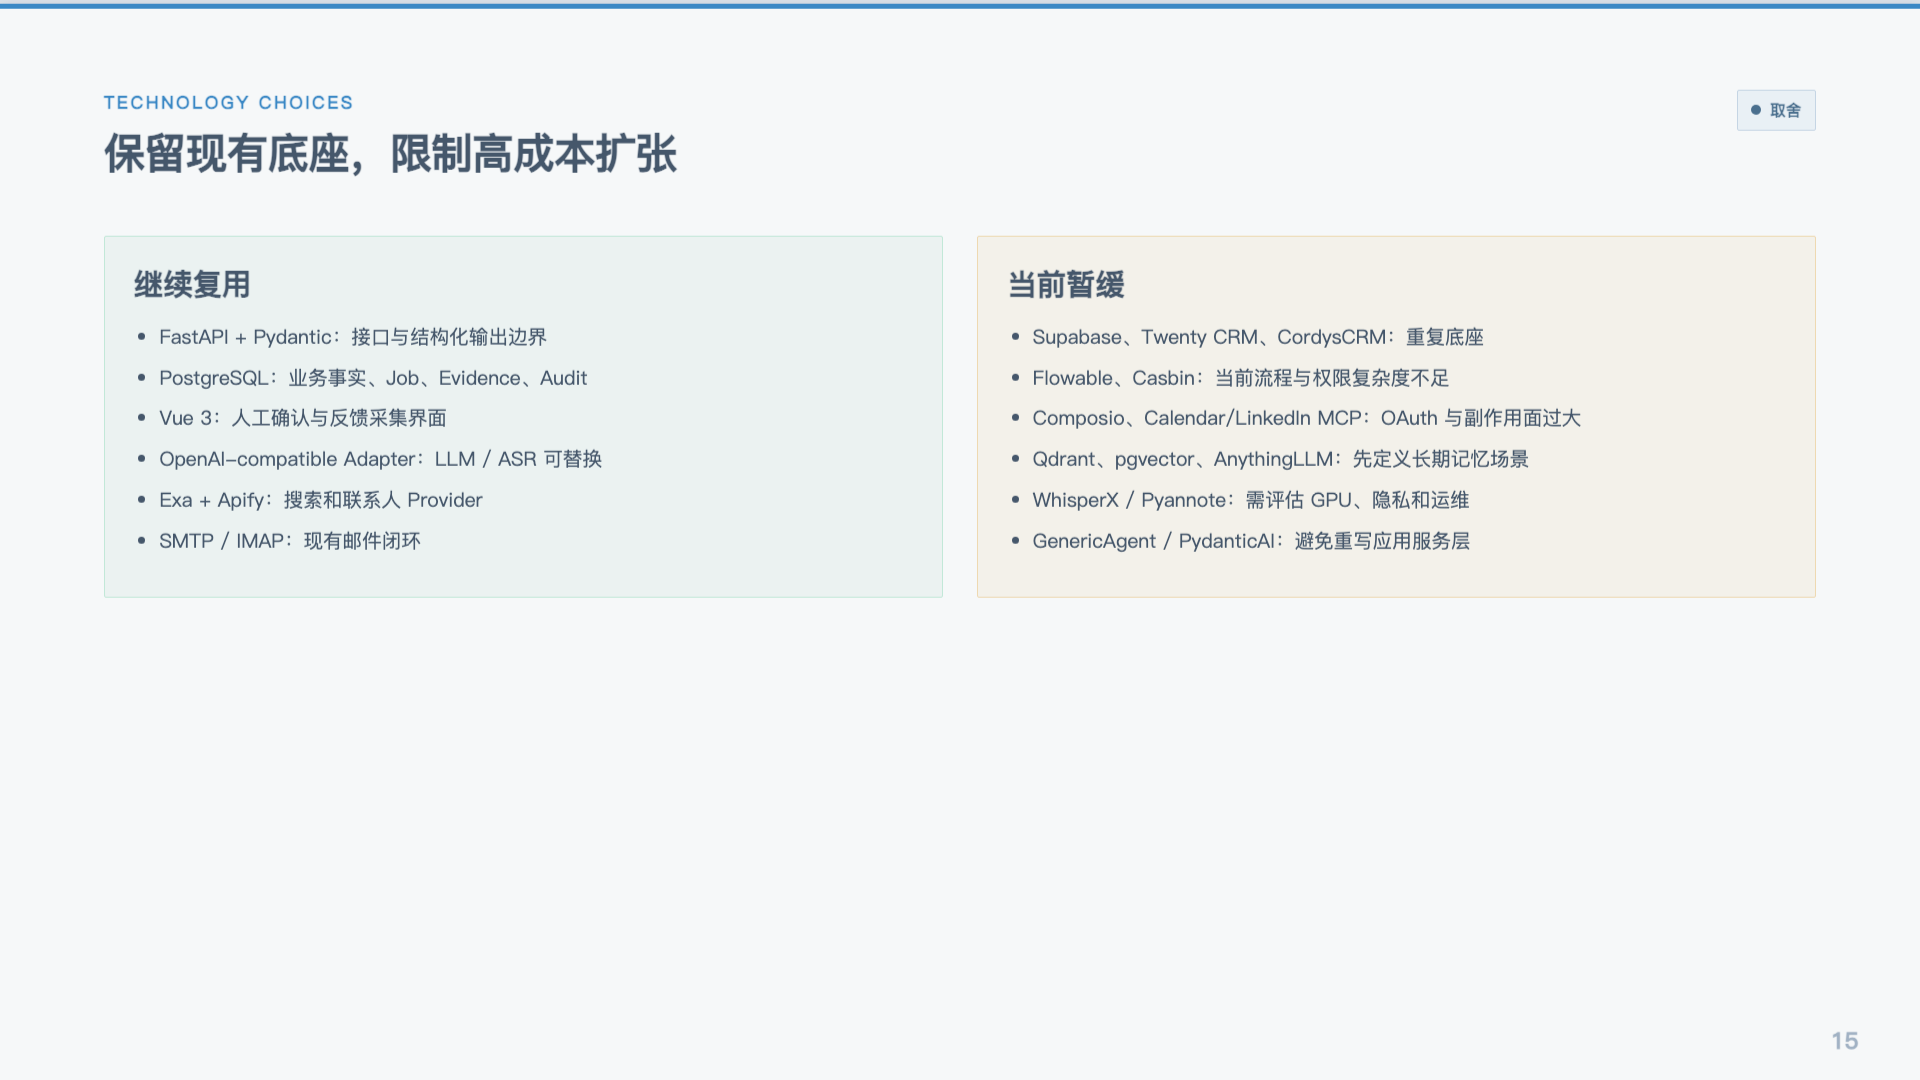 TECHNOLOGY CHOICES
保留现有底座，限制高成本扩张
取舍
继续复用
FastAPI + Pydantic：接口与结构化输出边界
PostgreSQL：业务事实、Job、Evidence、Audit
Vue 3：人工确认与反馈采集界面
OpenAI-compatible Adapter：LLM / ASR 可替换
Exa + Apify：搜索和联系人 Provider
SMTP / IMAP：现有邮件闭环
当前暂缓
Supabase、Twenty CRM、CordysCRM：重复底座
Flowable、Casbin：当前流程与权限复杂度不足
Composio、Calendar/LinkedIn MCP：OAuth 与副作用面过大
Qdrant、pgvector、AnythingLLM：先定义长期记忆场景
WhisperX / Pyannote：需评估 GPU、隐私和运维
GenericAgent / PydanticAI：避免重写应用服务层
15